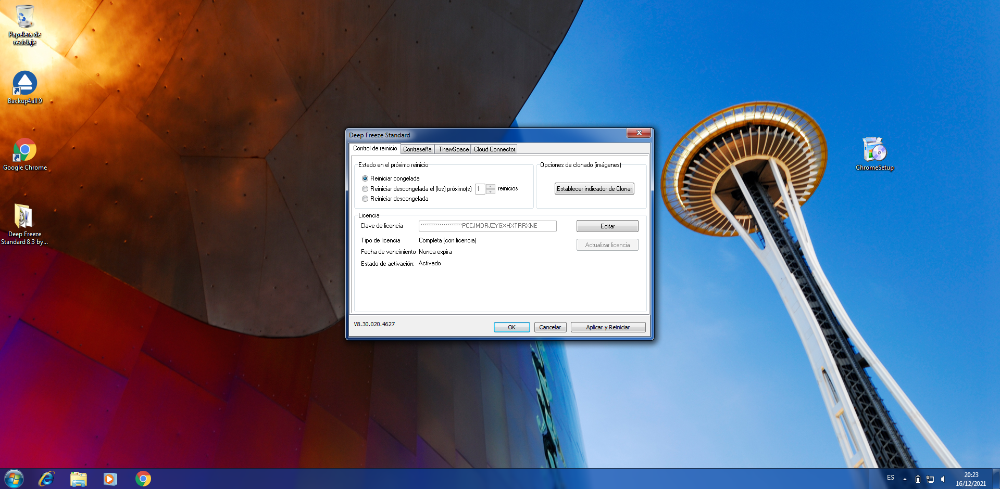 Papelera de
reciclaje
Backup4all 9
Google Chrome
Deep Freeze
Standard 8.3 by...
ChromeSetup
Deep Freeze Standard
Control de reinicio
Contraseña
ThawSpace
Cloud Connector
Estado en el próximo reinicio
Reiniciar congelada
Reiniciar descongelada el (los) próximo(s) 1 reinicios
Reiniciar descongelada
Opciones de clonado (imágenes)
Establecer indicador de Clonar
Licencia
Clave de licencia ********************PCCJMDRJZYGXHXTRRXNE
Editar
Tipo de licencia Completa (con licencia)
Actualizar licencia
Fecha de vencimiento Nunca expira
Estado de activación: Activado
V8.30.020.4627
OK
Cancelar
Aplicar y Reiniciar
ES
20:23
16/12/2021